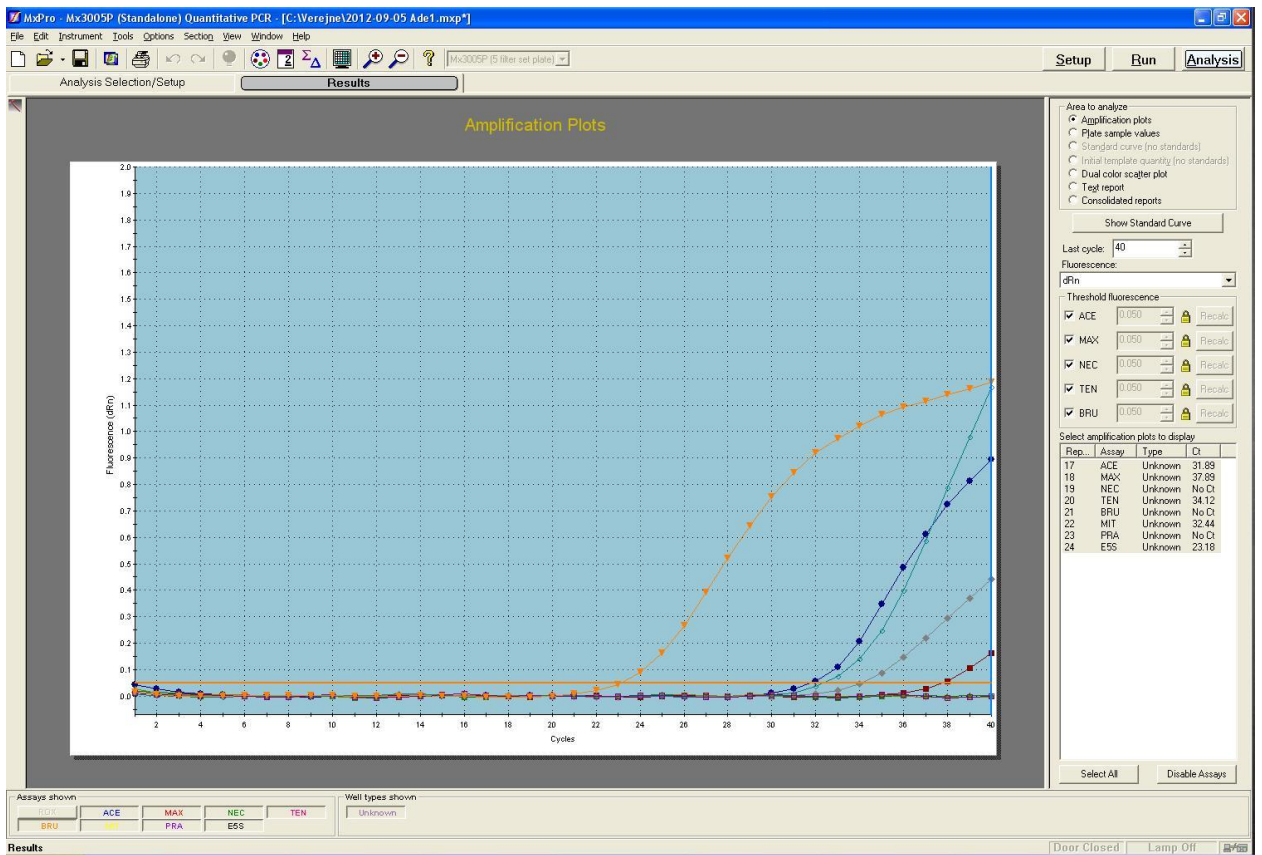 MxPro - Mx3005P (Standalone) Quantitative PCR - [C:\Verejne\2012-09-05 Ade1.mxp*]
File Edit Instrument Tools Options Section View Window Help
Mx3005P (5 filter set plate)
Setup Run Analysis
Analysis Selection/Setup Results
Amplification Plots
2.0
1.9
1.8
1.7
1.6
1.5
1.4
1.3
1.2
1.1
1.0
0.9
0.8
0.7
0.6
0.5
0.4
0.3
0.2
0.1
0.0
Fluorescence (dRn)
2 4 6 8 10 12 14 16 18 20 22 24 26 28 30 32 34 36 38 40
Cycles
Area to analyze
Amplification plots
Plate sample values
Standard curve (no standards)
Initial template quantity (no standards)
Dual color scatter plot
Text report
Consolidated reports
Show Standard Curve
Last cycle: 40
Fluorescence:
dRn
Threshold fluorescence
ACE 0.050 Recalc
MAX 0.050 Recalc
NEC 0.050 Recalc
TEN 0.050 Recalc
BRU 0.050 Recalc
Select amplification plots to display
Rep... Assay Type Ct
17 ACE Unknown 31.89
18 MAX Unknown 37.89
19 NEC Unknown No Ct
20 TEN Unknown 34.12
21 BRU Unknown No Ct
22 MIT Unknown 32.44
23 PRA Unknown No Ct
24 E5S Unknown 23.18
Select All Disable Assays
Assays shown
ROX ACE MAX NEC TEN
BRU MIT PRA E5S
Well types shown
Unknown
Results
Door Closed Lamp Off